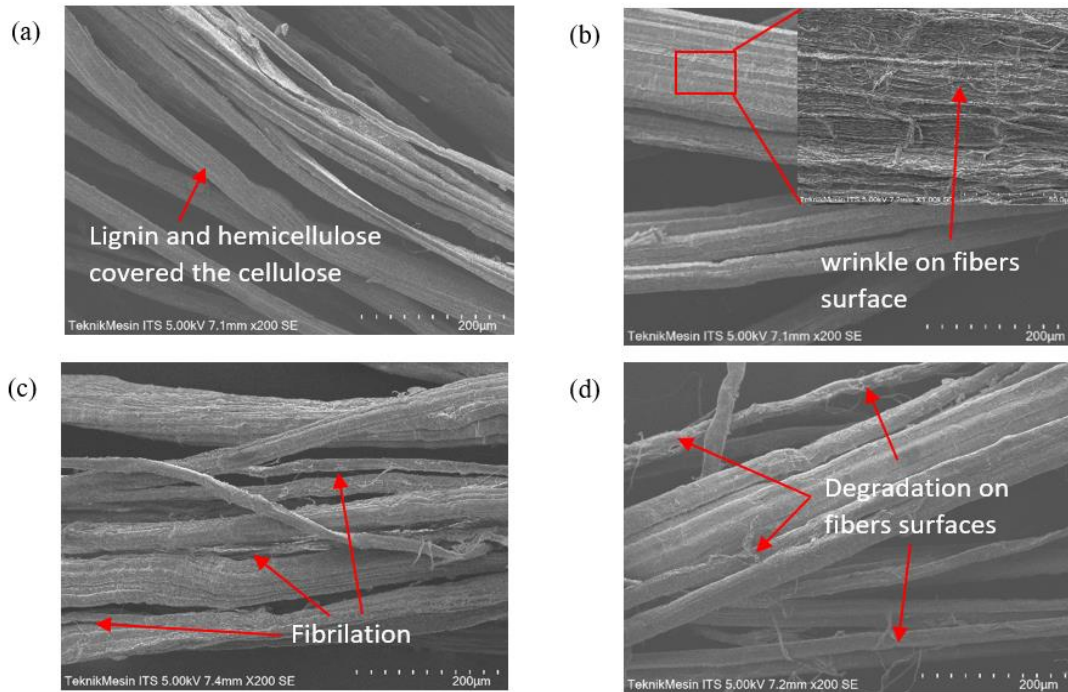 (a)
Lignin and hemicellulose
covered the cellulose
TeknikMesin ITS 5.00kV 7.1mm x200 SE
200µm
(b)
wrinkle on fibers
surface
TeknikMesin ITS 5.00kV 7.1mm x200 SE
200µm
(c)
Fibrilation
TeknikMesin ITS 5.00kV 7.4mm X200 SE
200µm
(d)
Degradation on
fibers surfaces
TeknikMesin ITS 5.00kV 7.2mm x200 SE
200µm